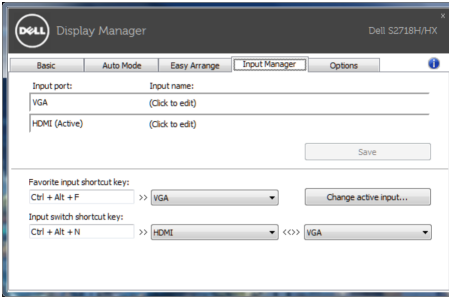 DELL Display Manager Dell S2718H/HX
Basic Auto Mode Easy Arrange Input Manager Options
Input port: Input name:
VGA (Click to edit)
HDMI (Active) (Click to edit)
Save
Favorite input shortcut key:
Ctrl + Alt + F >> VGA Change active input...
Input switch shortcut key:
Ctrl + Alt + N >> HDMI <<>> VGA